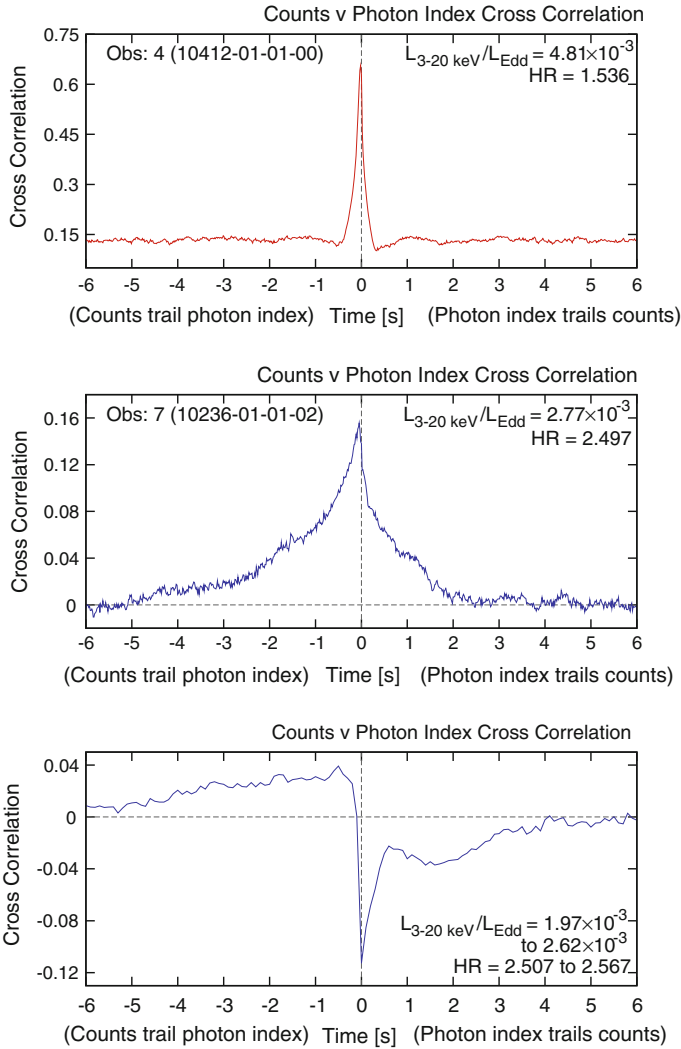 Counts v Photon Index Cross Correlation
Obs: 4 (10412-01-01-00)
L3-20 keV/LEdd = 4.81×10-3
HR = 1.536
Cross Correlation
0.75
0.6
0.45
0.3
0.15
-6 -5 -4 -3 -2 -1 0 1 2 3 4 5 6
(Counts trail photon index) Time [s] (Photon index trails counts)
Counts v Photon Index Cross Correlation
Obs: 7 (10236-01-01-02)
L3-20 keV/LEdd = 2.77×10-3
HR = 2.497
Cross Correlation
0.16
0.12
0.08
0.04
0
-6 -5 -4 -3 -2 -1 0 1 2 3 4 5 6
(Counts trail photon index) Time [s] (Photon index trails counts)
Counts v Photon Index Cross Correlation
Cross Correlation
0.04
0
-0.04
-0.08
-0.12
L3-20 keV/LEdd = 1.97×10-3
to 2.62×10-3
HR = 2.507 to 2.567
-6 -5 -4 -3 -2 -1 0 1 2 3 4 5 6
(Counts trail photon index) Time [s] (Photon index trails counts)